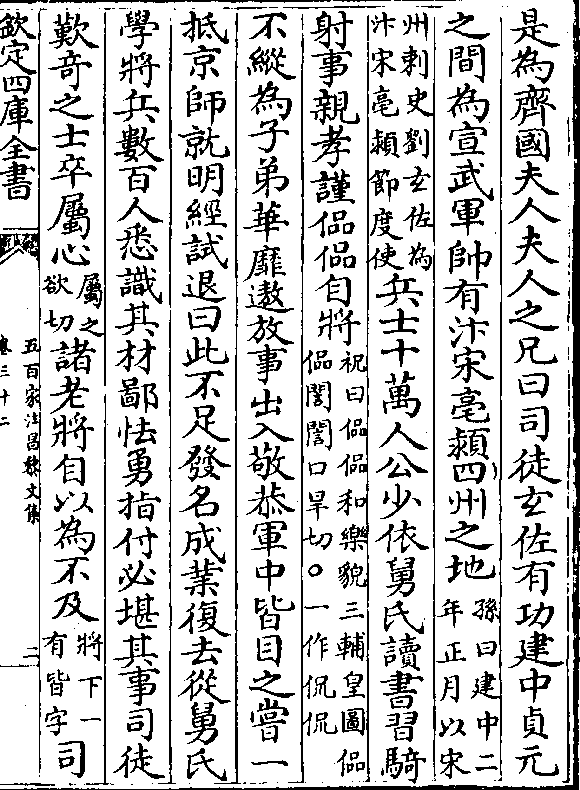 是為齊國夫人夫人之兄曰司徒玄佐有功建中貞元
之間為宣武軍帥有汴宋亳潁四州之地孫曰建中二年正月以宋
州刺史劉玄佐為汴宋亳潁節度使兵士十萬人公少依舅氏讀書習騎
射事親孝謹偘偘自將祝曰偘偘和樂貌三輔皇圖偘偘誾誾口旱切○一作侃侃
不縱為子弟華靡遨放事出入敬恭軍中皆目之嘗一
抵京師就明經試退曰此不足發名成業復去從舅氏
學將兵數百人悉識其材鄙怯勇指付必堪其事司徒
歎奇之士卒屬心屬之欲切諸老將自以為不及將下一有皆字司
欽定四庫全書
五百家注昌黎文集
卷三十二
二